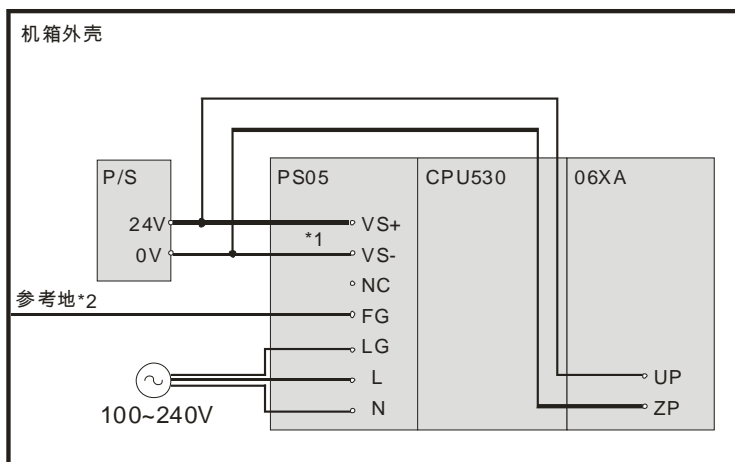 机箱外壳
P/S
PS05
CPU530
06XA
24V
VS+
*1
0V
VS-
NC
参考地*2
FG
LG
L
UP
100~240V
N
ZP